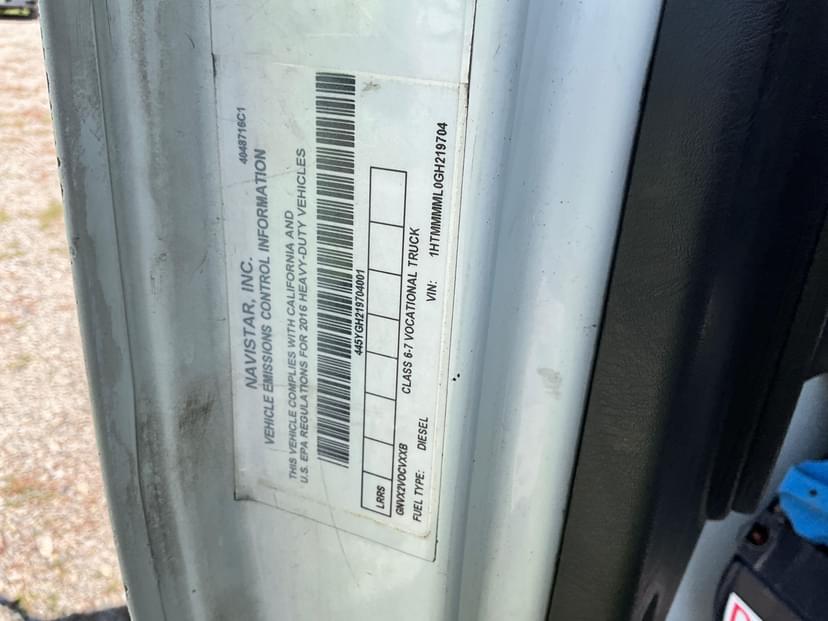 4048716C1
NAVISTAR, INC.
VEHICLE EMISSIONS CONTROL INFORMATION
THIS VEHICLE COMPLIES WITH CALIFORNIA AND
U.S. EPA REGULATIONS FOR 2016 HEAVY-DUTY VEHICLES
445YGH219704001
LRRS
GNVX2VOCVXXB CLASS 6-7 VOCATIONAL TRUCK
FUEL TYPE: DIESEL VIN: 1HTMMMML0GH219704